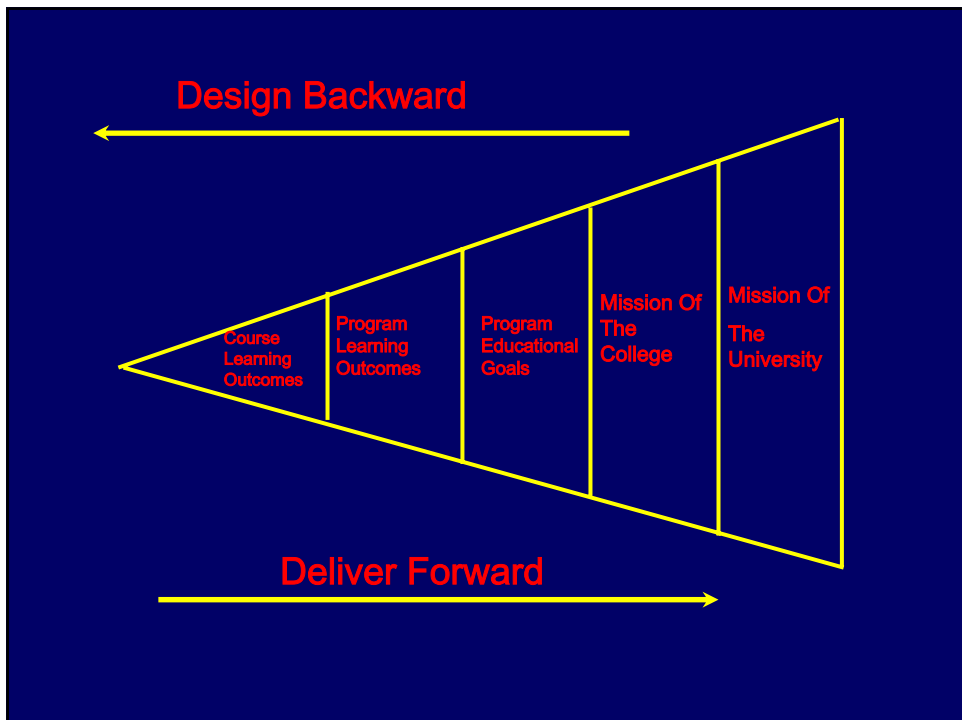 Design Backward
Course
Learning
Outcomes
Program
Learning
Outcomes
Program
Educational
Goals
Mission Of
The
College
Mission Of
The
University
Deliver Forward